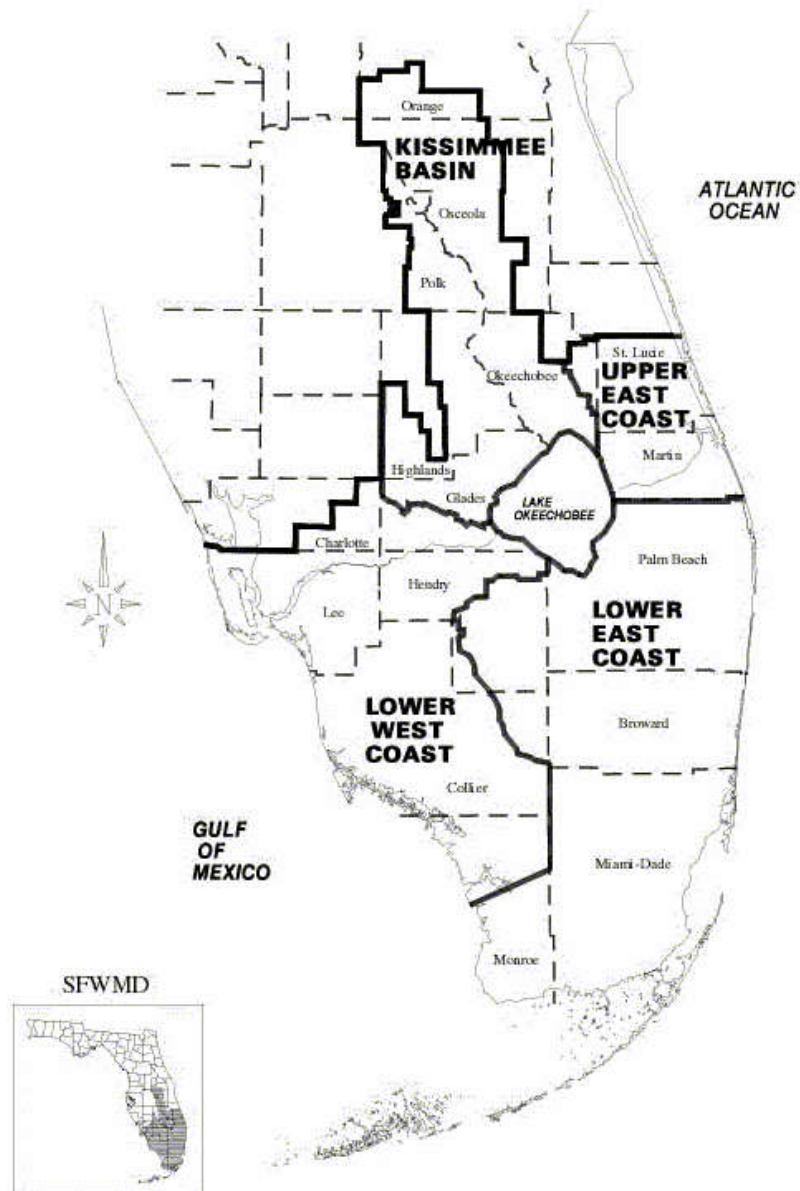 Orange
KISSIMMEE
BASIN
ATLANTIC
OCEAN
Osceola
Polk
St. Lucie
UPPER
EAST
COAST
Okeechobee
Martin
Highlands
Glades
LAKE
OKEECHOBEE
Charlotte
Palm Beach
Hendry
N
Lee
LOWER
EAST
COAST
LOWER
WEST
COAST
Broward
Collier
GULF
OF
MEXICO
Miami-Dade
Monroe
SFWMD